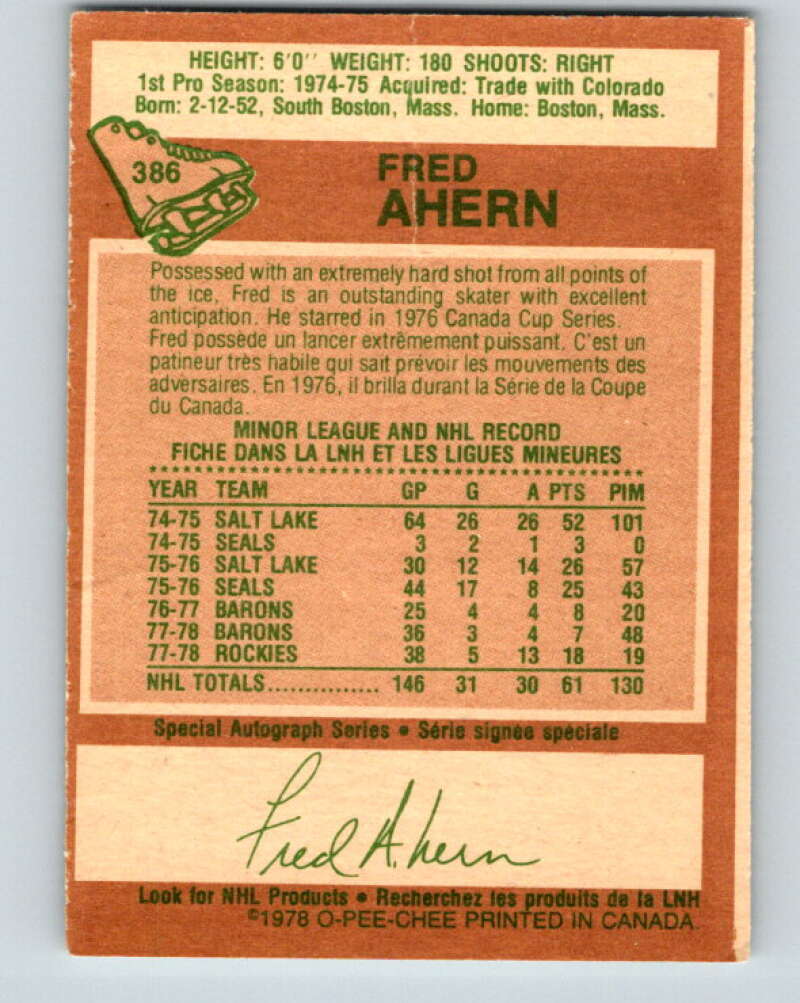 HEIGHT: 6'0'' WEIGHT: 180 SHOOTS: RIGHT
1st Pro Season: 1974-75 Acquired: Trade with Colorado
Born: 2-12-52, South Boston, Mass. Home: Boston, Mass.
386
FRED
AHERN
Possessed with an extremely hard shot from all points of
the ice, Fred is an outstanding skater with excellent
anticipation. He starred in 1976 Canada Cup Series.
Fred possède un lancer extrêmement puissant. C'est un
patineur très habile qui sait prévoir les mouvements des
adversaires. En 1976, il brilla durant la Série de la Coupe
du Canada.
MINOR LEAGUE AND NHL RECORD
FICHE DANS LA LNH ET LES LIGUES MINEURES
YEAR TEAM GP G A PTS PIM
74-75 SALT LAKE 64 26 26 52 101
74-75 SEALS 3 2 1 3 0
75-76 SALT LAKE 30 12 14 26 57
75-76 SEALS 44 17 8 25 43
76-77 BARONS 25 4 4 8 20
77-78 BARONS 36 3 4 7 48
77-78 ROCKIES 38 5 13 18 19
NHL TOTALS............... 146 31 30 61 130
Special Autograph Series • Série signée spéciale
Fred Ahern
Look for NHL Products • Recherchez les produits de la LNH
©1978 O-PEE-CHEE PRINTED IN CANADA.